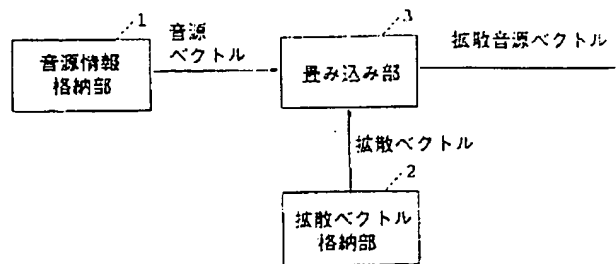 1
音源情報
格納部
音源
ベクトル
3
畳み込み部
拡散音源ベクトル
拡散ベクトル
2
拡散ベクトル
格納部